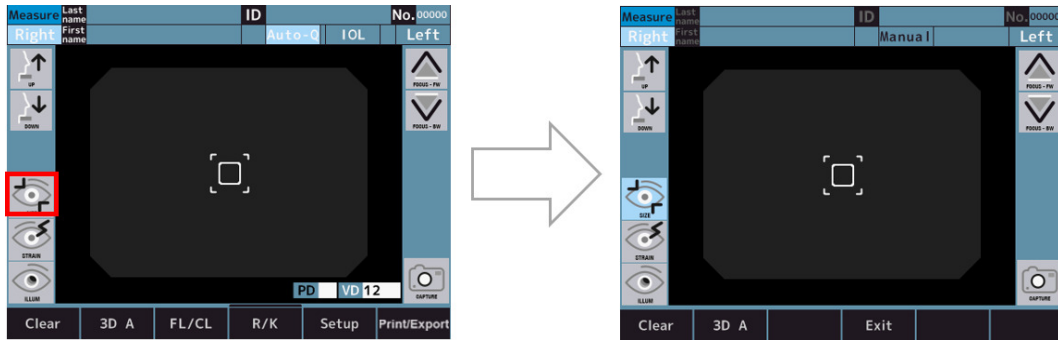 Measure Last name ID No. 00000
Right First name Auto-Q IOL Left
UP
DOWN
STRAIN
ILLUM
FOCUS-FW
FOCUS-BW
CAPTURE
PD VD 12
Clear 3D A FL/CL R/K Setup Print/Export
Measure Last name ID No. 00000
Right First name Manual Left
UP
DOWN
SIZE
STRAIN
ILLUM
FOCUS-FW
FOCUS-BW
CAPTURE
Clear 3D A Exit